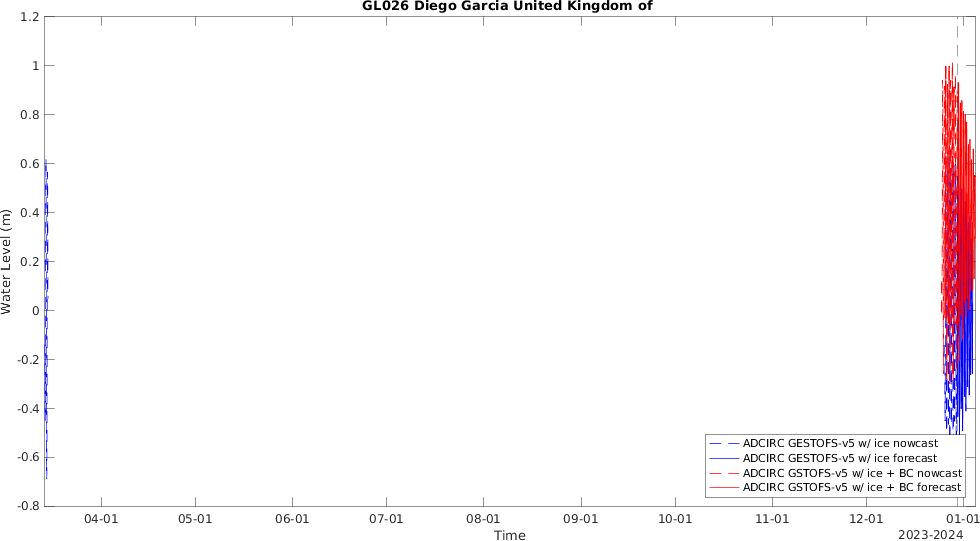 GL026 Diego Garcia United Kingdom of
1.2
1
0.8
0.6
0.4
0.2
0
-0.2
-0.4
-0.6
-0.8
Water Level (m)
04-01 05-01 06-01 07-01 08-01 09-01 10-01 11-01 12-01 01-01
Time
2023-2024
ADCIRC GESTOFS-v5 w/ ice nowcast
ADCIRC GESTOFS-v5 w/ ice forecast
ADCIRC GSTOFS-v5 w/ ice + BC nowcast
ADCIRC GSTOFS-v5 w/ ice + BC forecast